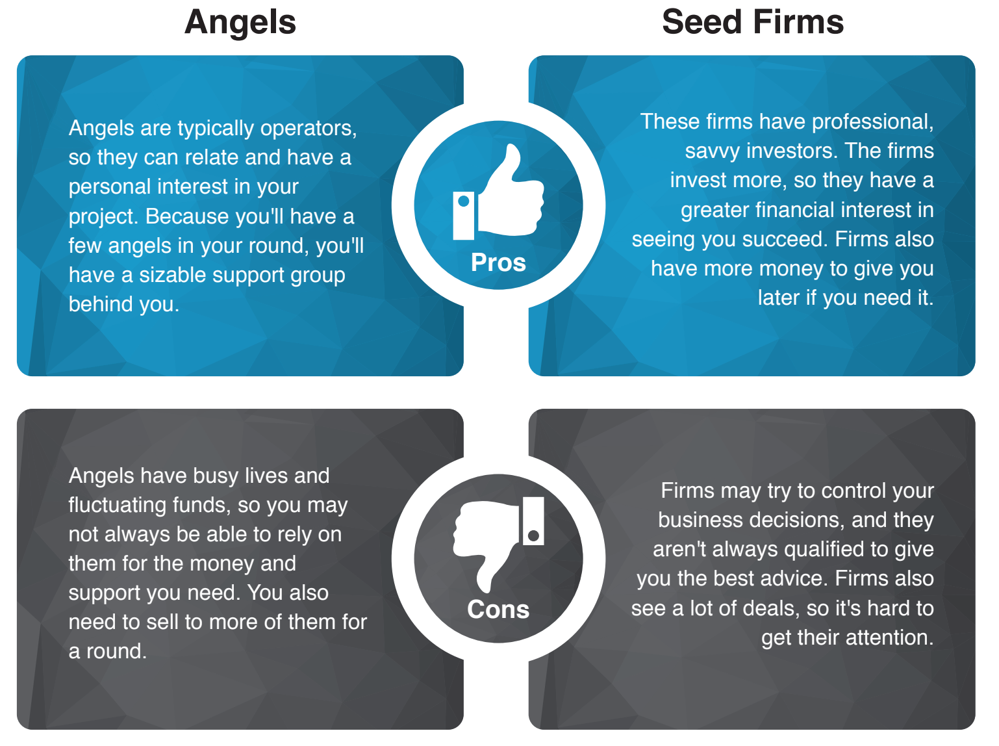 Angels
Seed Firms
Angels are typically operators,
so they can relate and have a
personal interest in your
project. Because you'll have a
few angels in your round, you'll
have a sizable support group
behind you.
Pros
These firms have professional,
savvy investors. The firms
invest more, so they have a
greater financial interest in
seeing you succeed. Firms also
have more money to give you
later if you need it.
Angels have busy lives and
fluctuating funds, so you may
not always be able to rely on
them for the money and
support you need. You also
need to sell to more of them for
a round.
Cons
Firms may try to control your
business decisions, and they
aren't always qualified to give
you the best advice. Firms also
see a lot of deals, so it's hard to
get their attention.